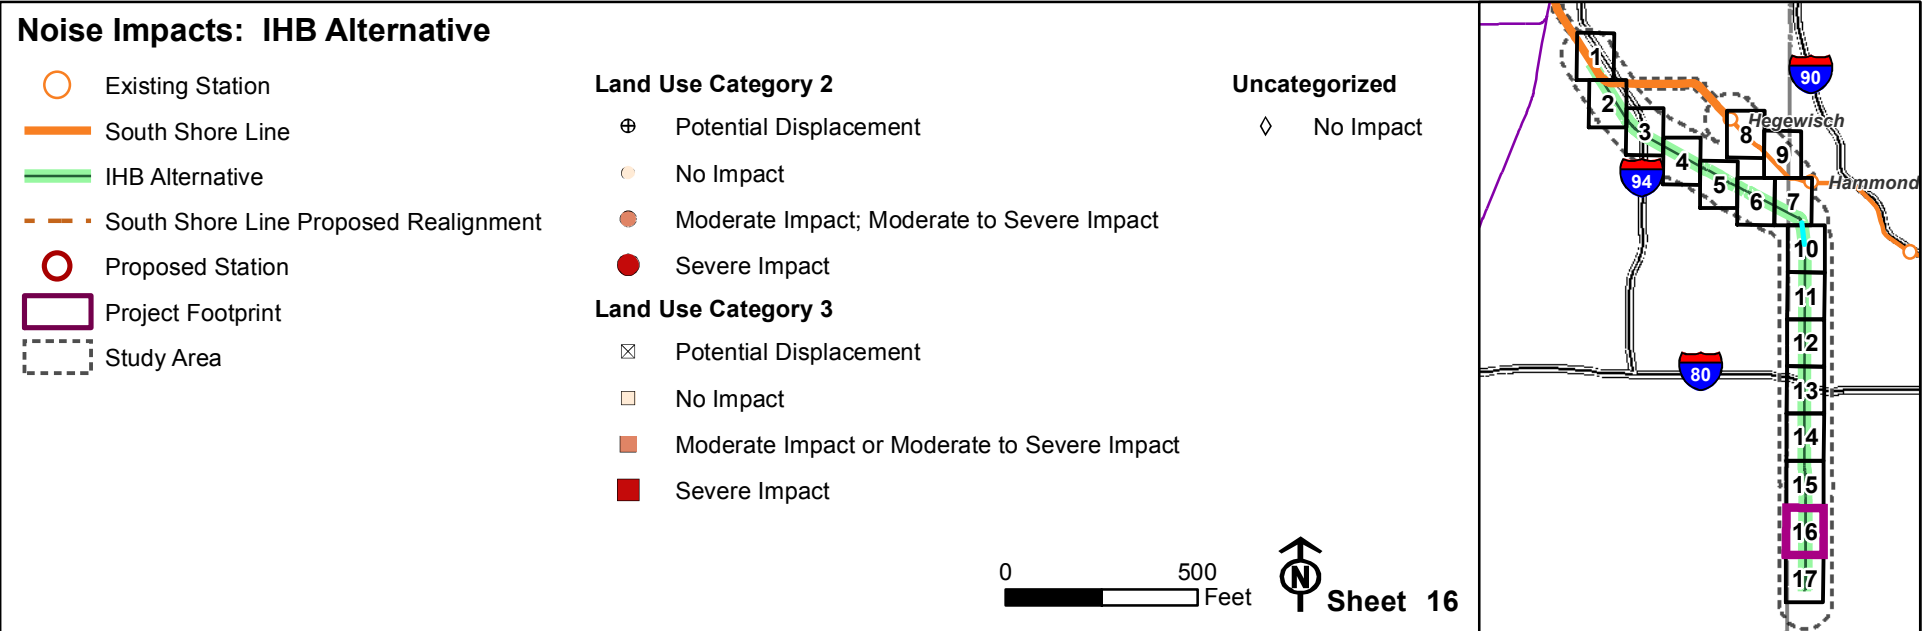 Noise Impacts: IHB Alternative
Existing Station
South Shore Line
IHB Alternative
South Shore Line Proposed Realignment
Proposed Station
Project Footprint
Study Area
Land Use Category 2
Potential Displacement
No Impact
Moderate Impact; Moderate to Severe Impact
Severe Impact
Land Use Category 3
Potential Displacement
No Impact
Moderate Impact or Moderate to Severe Impact
Severe Impact
Uncategorized
No Impact
0 500
Feet
N
Sheet 16
1
90
2
Hegewisch
3
8
9
4
94
5
Hammond
6
7
10
11
12
80
13
14
15
16
17